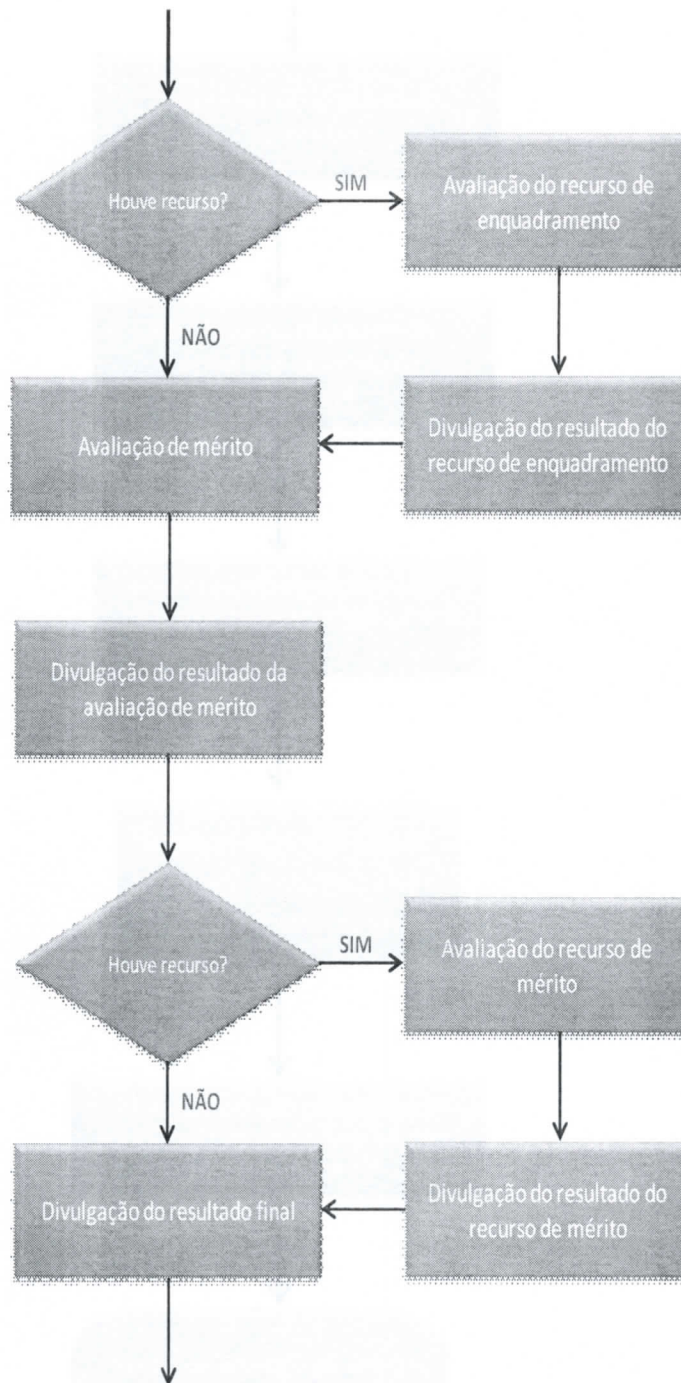 Houve recurso?
SIM
Avaliação do recurso de
enquadramento
NÃO
Avaliação de mérito
Divulgação do resultado do
recurso de enquadramento
Divulgação do resultado da
avaliação de mérito
Houve recurso?
SIM
Avaliação do recurso de
mérito
NÃO
Divulgação do resultado final
Divulgação do resultado do
recurso de mérito